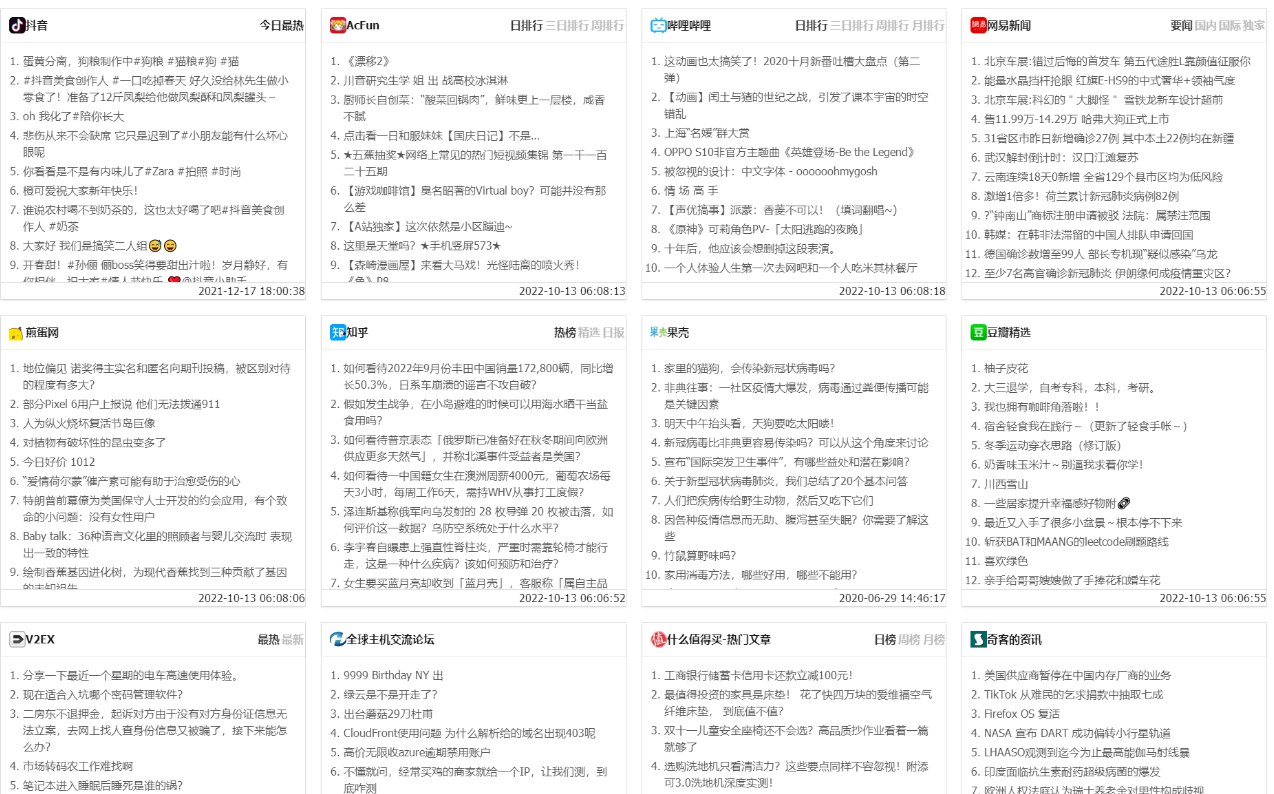 抖音 今日最热
1. 蛋黄分离，狗粮制作中#狗粮 #猫粮#狗 #猫
2. #抖音美食创作人 #一口吃掉春天 好久没给林先生做小
零食了！准备了12斤凤梨给他做凤梨酥和凤梨罐头～
3. oh 我化了#陪你长大
4. 悲伤从来不会缺席 它只是迟到了#小朋友能有什么坏心
眼呢
5. 你看看是不是有内味儿了#Zara #拍照 #时尚
6. 橙可爱祝大家新年快乐！
7. 谁说农村喝不到奶茶的，这也太好喝了吧#抖音美食创
作人 #奶茶
8. 大家好 我们是搞笑二人组😅😄
9. 开春甜！#孙俪 俪boss笑得要甜出汁啦！岁月静好，有
2021-12-17 18:00:38
AcFun 日排行 三日排行 周排行
1. 《漂移2》
2. 川音研究生学 姐 出 战高校冰淇淋
3. 厨师长自创菜：“酸菜回锅肉”，鲜味更上一层楼，咸香
不腻
4. 点击看一日和服妹妹【国庆日记】不是...
5. ★五蕉抽奖★网络上常见的热门短视频集锦 第一千一百
二十五期
6. 【游戏咖啡馆】臭名昭著的Virtual boy？可能并没有那
么差
7. 【A站独家】这次依然是小区蹦迪~
8. 这里是天堂吗？★手机竖屏573★
9. 【森崎漫画屋】来看大马戏！光怪陆离的喷火秀！
2022-10-13 06:08:13
哔哩哔哩 日排行 三日排行 周排行 月排行
1. 这动画也太搞笑了！2020十月新番吐槽大盘点（第二
弹）
2. 【动画】闰土与猹的世纪之战，引发了课本宇宙的时空
错乱
3. 上海“名媛”群大赏
4. OPPO S10非官方主题曲《英雄登场-Be the Legend》
5. 被忽视的设计：中文字体 - oooooohmygosh
6. 情 场 高 手
7. 【声优搞事】派蒙：香菱不可以！（填词翻唱~）
8. 《原神》可莉角色PV-「太阳逃跑的夜晚」
9. 十年后，他应该会想删掉这段表演。
10. 一个人体验人生第一次去网吧和一个人吃米其林餐厅
2022-10-13 06:08:18
网易新闻 要闻 国内 国际 独家
1. 北京车展:错过后悔的首发车 第五代途胜L靠颜值征服你
2. 能量水晶挡杆抢眼 红旗E-HS9的中式奢华+领袖气度
3. 北京车展:科幻的＂大脚怪＂ 雪铁龙新车设计超前
4. 售11.99万-14.29万 哈弗大狗正式上市
5. 31省区市昨日新增确诊27例 其中本土22例均在新疆
6. 武汉解封倒计时：汉口江滩复苏
7. 云南连续18天0新增 全省129个县市区均为低风险
8. 激增1倍多！荷兰累计新冠肺炎病例82例
9. ?"钟南山"商标注册申请被驳 法院：属禁注范围
10. 韩媒：在韩非法滞留的中国人排队申请回国
11. 德国确诊数增至99人 部长专机现"疑似感染"乌龙
12. 至少7名高官确诊新冠肺炎 伊朗缘何成疫情重灾区?
2022-10-13 06:06:55
煎蛋网
1. 地位偏见 诺奖得主实名和匿名向期刊投稿，被区别对待
的程度有多大？
2. 部分Pixel 6用户上报说 他们无法拨通911
3. 人为纵火烧坏复活节岛巨像
4. 对植物有破坏性的昆虫变多了
5. 今日好价 1012
6. “爱情荷尔蒙”催产素可能有助于治愈受伤的心
7. 特朗普前幕僚为美国保守人士开发的约会应用，有个致
命的小问题：没有女性用户
8. Baby talk：36种语言文化里的照顾者与婴儿交流时 表现
出一致的特性
9. 绘制香蕉基因进化树，为现代香蕉找到三种贡献了基因
2022-10-13 06:08:06
知乎 热榜 精选 日报
1. 如何看待2022年9月份丰田中国销量172,800辆，同比增
长50.3%，日系车崩溃的谣言不攻自破？
2. 假如发生战争，在小岛避难的时候可以用海水晒干当盐
食用吗？
3. 如何看待普京表态「俄罗斯已准备好在秋冬期间向欧洲
供应更多天然气」，并称北溪事件受益者是美国？
4. 如何看待一中国籍女生在澳洲周薪4000元，葡萄农场每
天3小时，每周工作6天，需持WHV从事打工度假？
5. 泽连斯基称俄军向乌发射的 28 枚导弹 20 枚被击落，如
何评价这一数据？乌防空系统处于什么水平？
6. 李宇春自曝患上强直性脊柱炎，严重时需靠轮椅才能行
走，这是一种什么疾病？该如何预防和治疗？
7. 女生要买蓝月亮却收到「蓝月壳」，客服称「属自主品
2022-10-13 06:06:52
果壳
1. 家里的猫狗，会传染新冠状病毒吗？
2. 非典往事：一社区疫情大爆发，病毒通过粪便传播可能
是关键因素
3. 明天中午抬头看，天狗要吃太阳喽！
4. 新冠病毒比非典更容易传染吗？可以从这个角度来讨论
5. 宣布“国际突发卫生事件”，有哪些益处和潜在影响？
6. 关于新型冠状病毒肺炎，我们总结了20个基本问答
7. 人们把疾病传给野生动物，然后又吃下它们
8. 因各种疫情信息而无助、腹泻甚至失眠？你需要了解这
些
9. 竹鼠算野味吗？
10. 家用消毒方法，哪些好用，哪些不能用？
2020-06-29 14:46:17
豆瓣精选
1. 柚子皮花
2. 大三退学，自考专科，本科，考研。
3. 我也拥有咖啡角落啦！！
4. 宿舍轻食我在践行～（更新了轻食手帐～）
5. 冬季运动穿衣思路（修订版）
6. 奶香味玉米汁～别逼我求着你学！
7. 川西雪山
8. 一些居家提升幸福感好物附🔗
9. 最近又入手了很多小盆景～根本停不下来
10. 斩获BAT和MAANG的leetcode刷题路线
11. 喜欢绿色
12. 亲手给哥哥嫂嫂做了手捧花和婚车花
2022-10-13 06:06:55
V2EX 最热 最新
1. 分享一下最近一个星期的电车高速使用体验。
2. 现在适合入坑哪个密码管理软件？
3. 二房东不退押金，起诉对方由于没有对方身份证信息无
法立案，去网上找人查身份信息又被骗了，接下来能怎
么办？
4. 市场转码农工作难找啊
5. 笔记本进入睡眠后睡死是谁的锅？
全球主机交流论坛
1. 9999 Birthday NY 出
2. 绿云是不是开走了？
3. 出台蘑菇29刀杜甫
4. CloudFront使用问题 为什么解析给的域名出现403呢
5. 高价无限收azure逾期禁用账户
6. 不懂就问，经常买鸡的商家就给一个IP，让我们测，到
底咋测
什么值得买-热门文章 日榜 周榜 月榜
1. 工商银行储蓄卡信用卡还款立减100元！
2. 最值得投资的家具是床垫！ 花了快四万块的爱维福空气
纤维床垫， 到底值不值？
3. 双十一儿童安全座椅还不会选？高品质抄作业看着一篇
就够了
4. 选购洗地机只看清洁力？这些要点同样不容忽视！附添
可3.0洗地机深度实测！
奇客的资讯
1. 美国供应商暂停在中国内存厂商的业务
2. TikTok 从难民的乞求捐款中抽取七成
3. Firefox OS 复活
4. NASA 宣布 DART 成功偏转小行星轨道
5. LHAASO观测到迄今为止最高能伽马射线暴
6. 印度面临抗生素耐药超级病菌的爆发
7. 欧洲人权法庭认为瑞士养老金对男性构成歧视